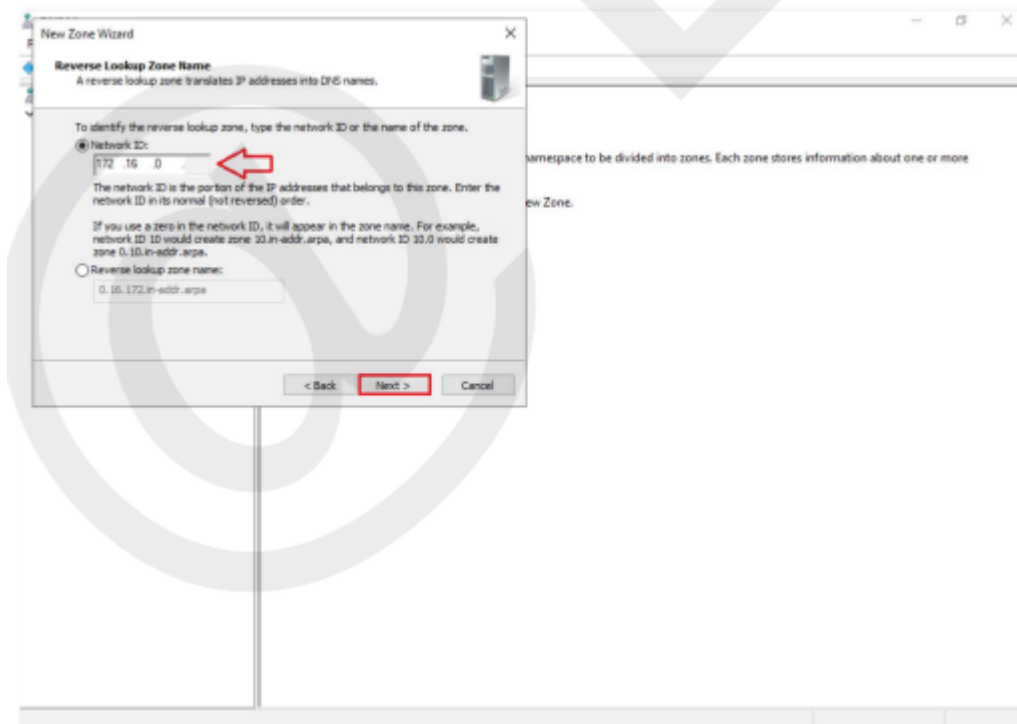 New Zone Wizard
Reverse Lookup Zone Name
A reverse lookup zone translates IP addresses into DNS names.
To identify the reverse lookup zone, type the network ID or the name of the zone.
Network ID:
172 .16 .0 .
The network ID is the portion of the IP addresses that belongs to this zone. Enter the
network ID in its normal (not reversed) order.
If you use a zero in the network ID, it will appear in the zone name. For example,
network ID 10 would create zone 10.in-addr.arpa, and network ID 10.0 would create
zone 0.10.in-addr.arpa.
Reverse lookup zone name:
0.16.172.in-addr.arpa
< Back Next > Cancel
namespace to be divided into zones. Each zone stores information about one or more
ew Zone.